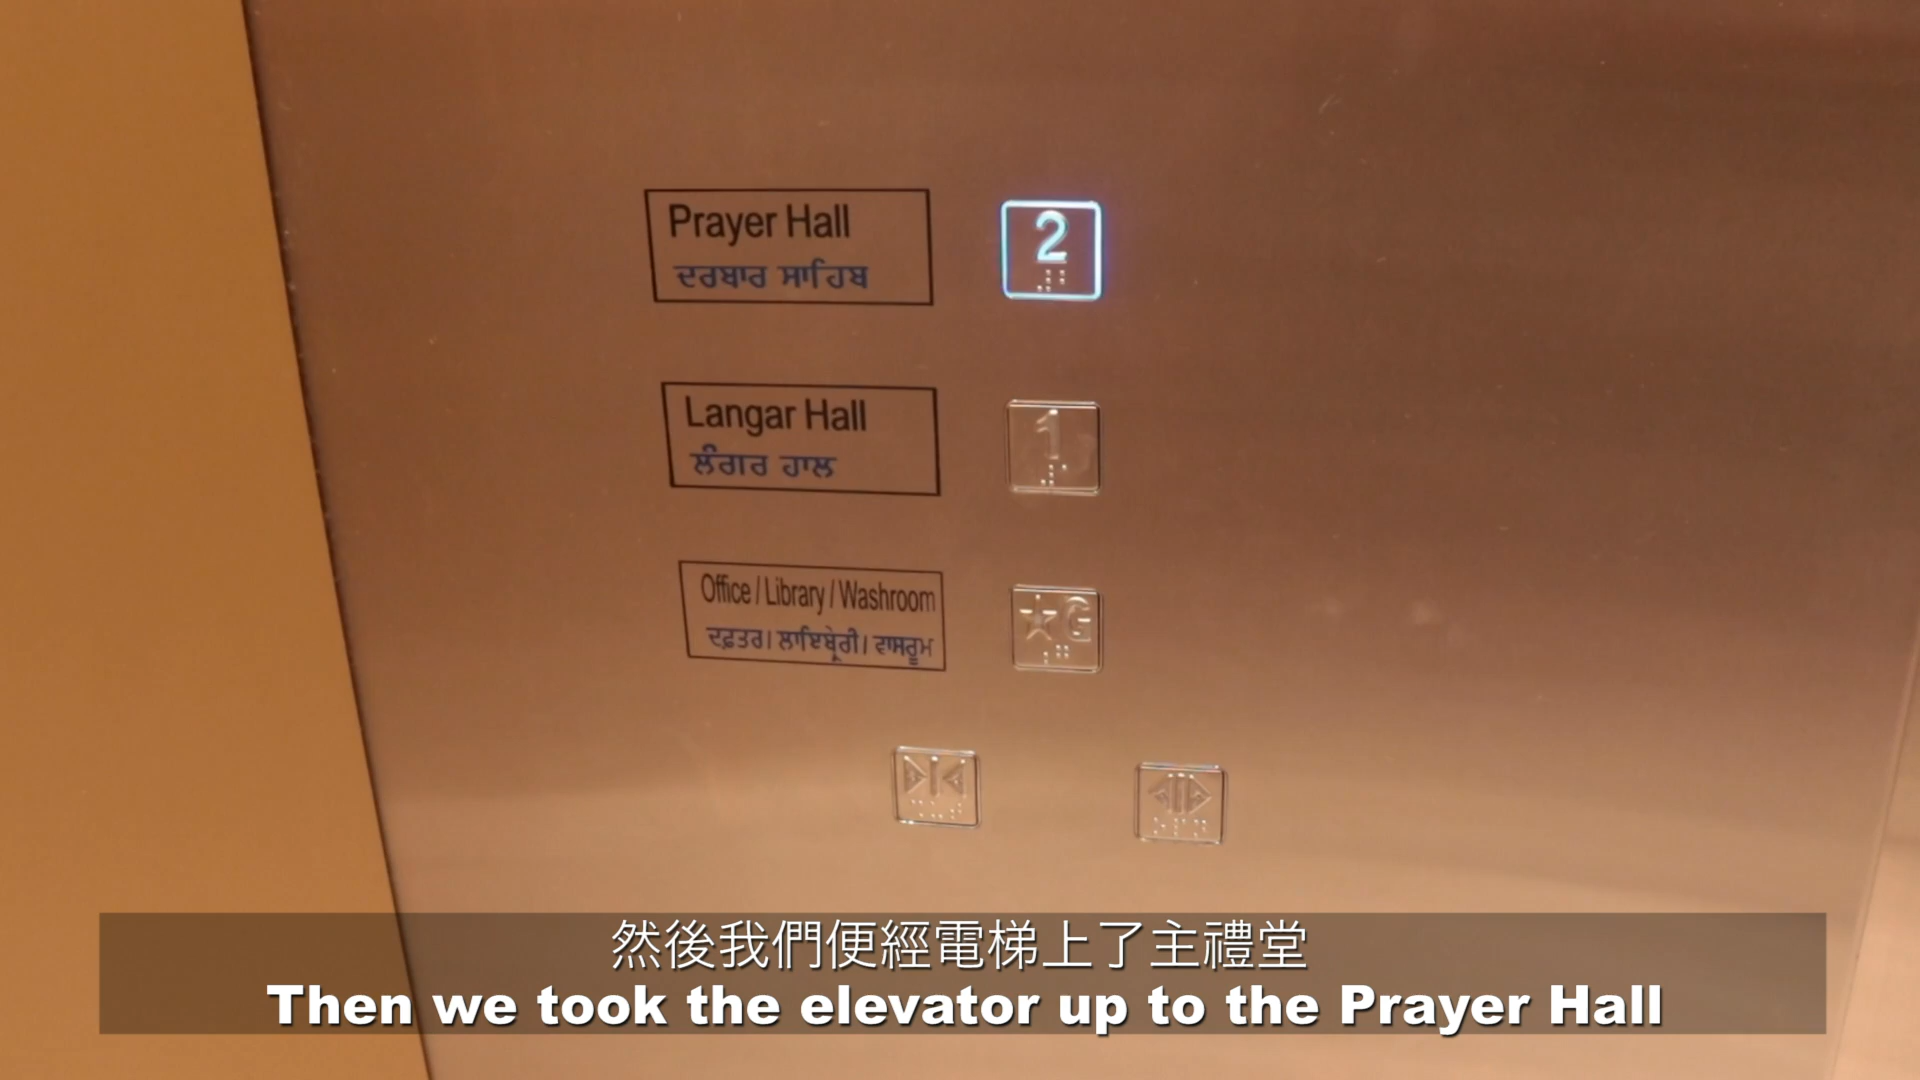 Prayer Hall
ਦਰਬਾਰ ਸਾਹਿਬ
2
Langar Hall
ਲੰਗਰ ਹਾਲ
1
Office / Library / Washroom
ਦਫ਼ਤਰ। ਲਾਇਬ੍ਰੇਰੀ। ਵਾਸਰੂਮ
★G
然後我們便經電梯上了主禮堂
Then we took the elevator up to the Prayer Hall